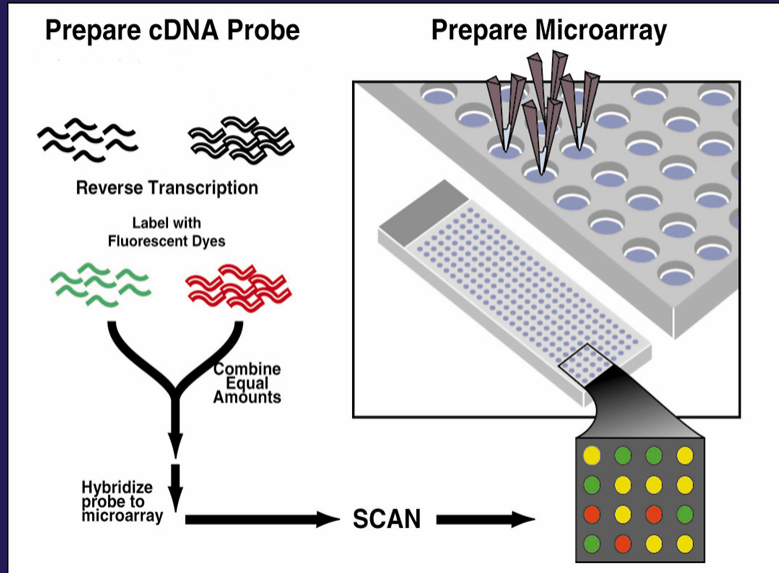 Prepare cDNA Probe
Prepare Microarray
Reverse Transcription
Label with
Fluorescent Dyes
Combine
Equal
Amounts
Hybridize
probe to
microarray
SCAN